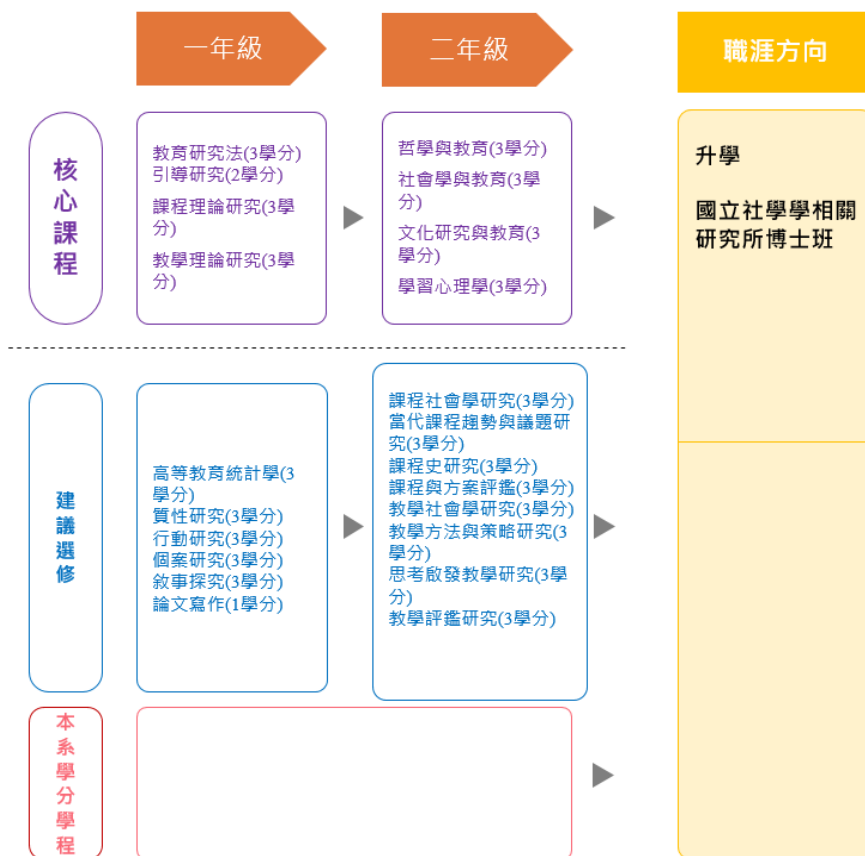 一年級
二年級
職涯方向
核心課程
教育研究法(3學分)
引導研究(2學分)
課程理論研究(3學
分)
教學理論研究(3學
分)
哲學與教育(3學分)
社會學與教育(3學
分)
文化研究與教育(3
學分)
學習心理學(3學分)
升學
國立社學學相關
研究所博士班
建議選修
高等教育統計學(3
學分)
質性研究(3學分)
行動研究(3學分)
個案研究(3學分)
敘事探究(3學分)
論文寫作(1學分)
課程社會學研究(3學分)
當代課程趨勢與議題研
究(3學分)
課程史研究(3學分)
課程與方案評鑑(3學分)
教學社會學研究(3學分)
教學方法與策略研究(3
學分)
思考啟發教學研究(3學
分)
教學評鑑研究(3學分)
本系學分學程